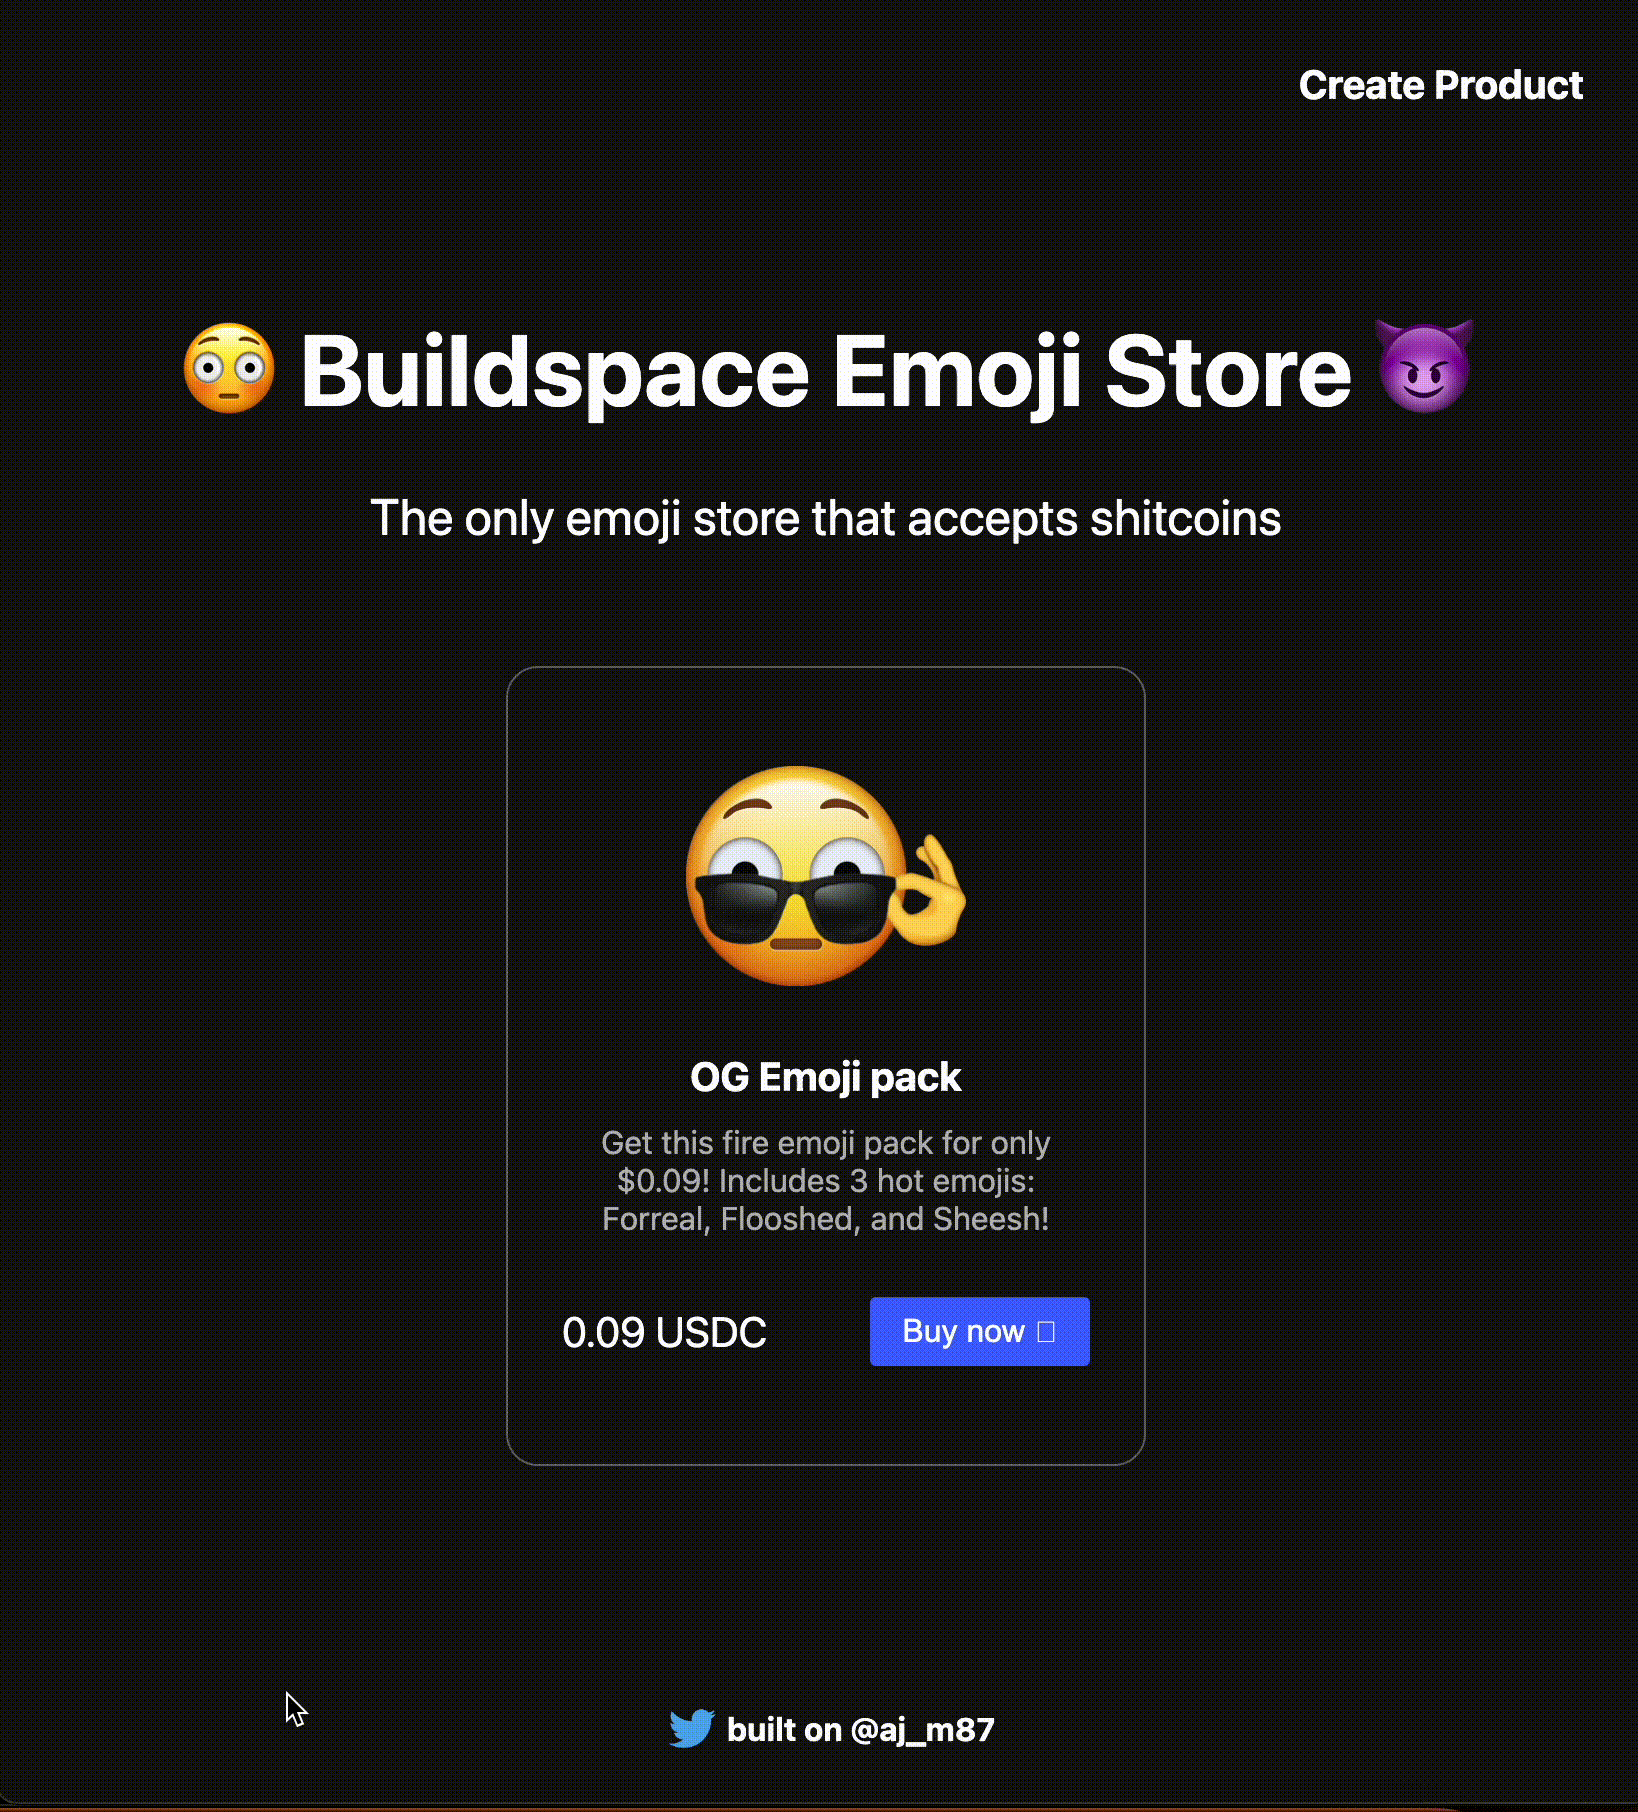 Create Product
😳 Buildspace Emoji Store 😈
The only emoji store that accepts shitcoins
OG Emoji pack
Get this fire emoji pack for only
$0.09! Includes 3 hot emojis:
Forreal, Flooshed, and Sheesh!
0.09 USDC
Buy now
built on @aj_m87